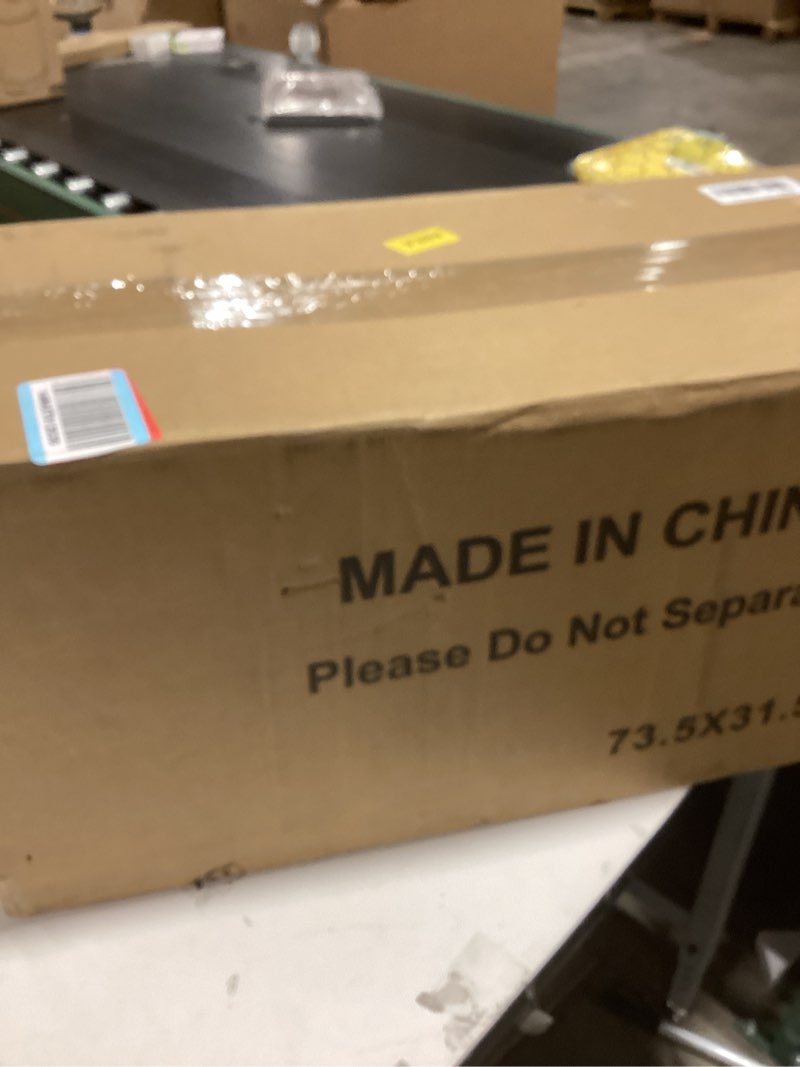 MADE IN CHIN
Please Do Not Separa
73.5X31.5